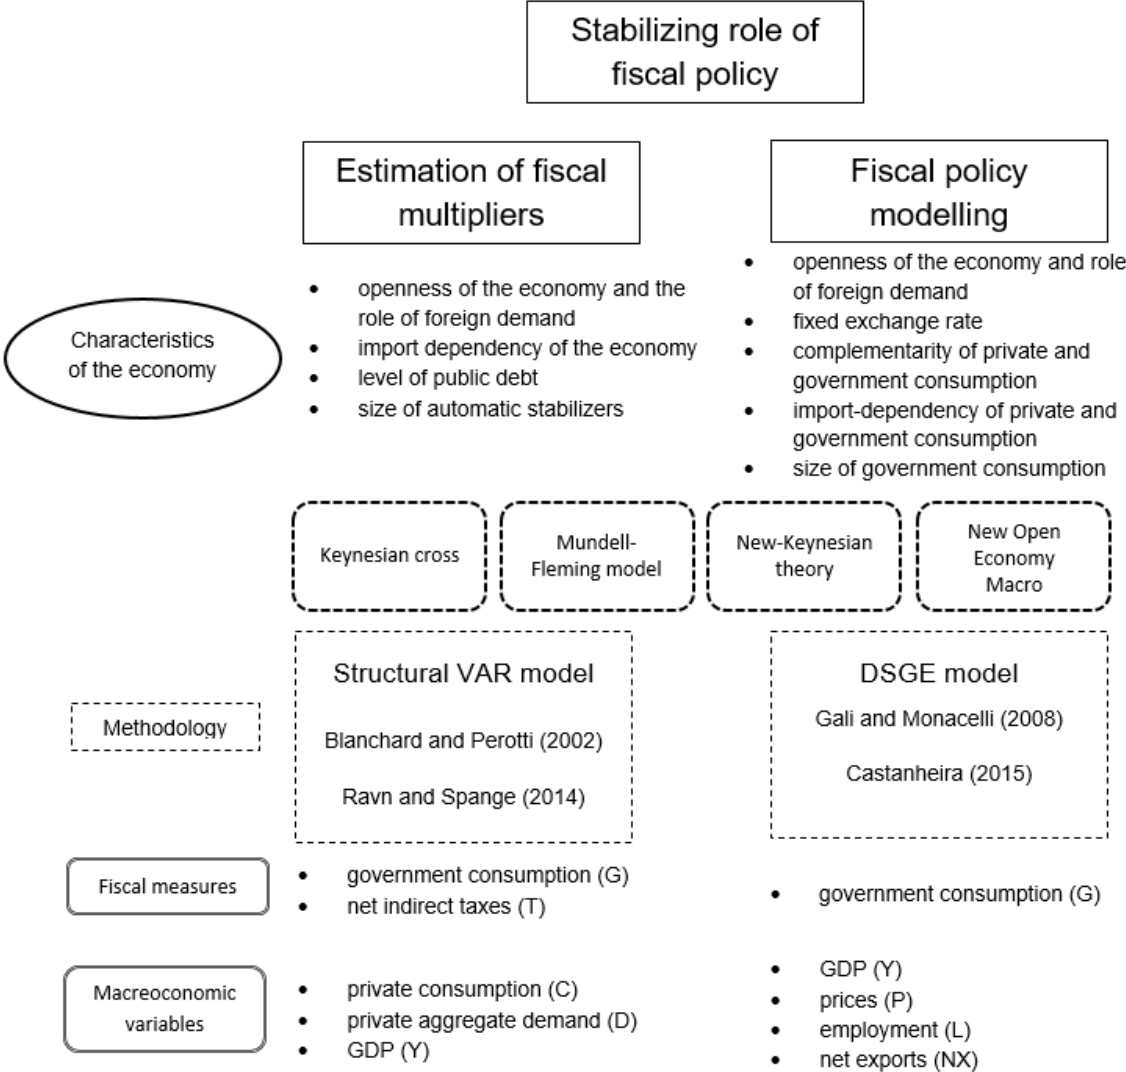 Stabilizing role of
fiscal policy
Estimation of fiscal
multipliers
Fiscal policy
modelling
Characteristics
of the economy
• openness of the economy and the
role of foreign demand
• import dependency of the economy
• level of public debt
• size of automatic stabilizers
• openness of the economy and role
of foreign demand
• fixed exchange rate
• complementarity of private and
government consumption
• import-dependency of private and
government consumption
• size of government consumption
Keynesian cross
Mundell-
Fleming model
New-Keynesian
theory
New Open
Economy
Macro
Methodology
Structural VAR model
Blanchard and Perotti (2002)
Ravn and Spange (2014)
DSGE model
Gali and Monacelli (2008)
Castanheira (2015)
Fiscal measures
• government consumption (G)
• net indirect taxes (T)
• government consumption (G)
Macreoconomic
variables
• private consumption (C)
• private aggregate demand (D)
• GDP (Y)
• GDP (Y)
• prices (P)
• employment (L)
• net exports (NX)